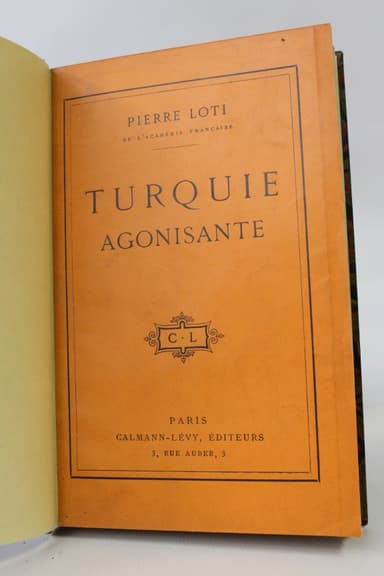 PIERRE LOTI
DE L'ACADÉMIE FRANÇAISE
TURQUIE
AGONISANTE
C · L
PARIS
CALMANN-LÉVY, ÉDITEURS
3, RUE AUBER, 3